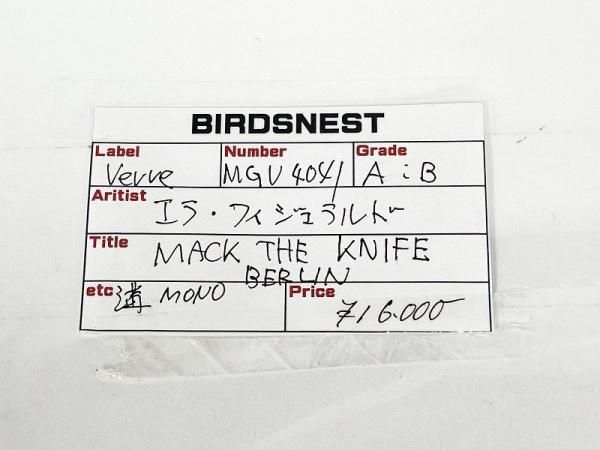 BIRDSNEST
Label Number Grade
Verve MGV 4041 A : B
Aritist
エラ・フィジェラルド
Title
MACK THE KNIFE
BERLIN
etc 溝 MONO
Price
¥16.000